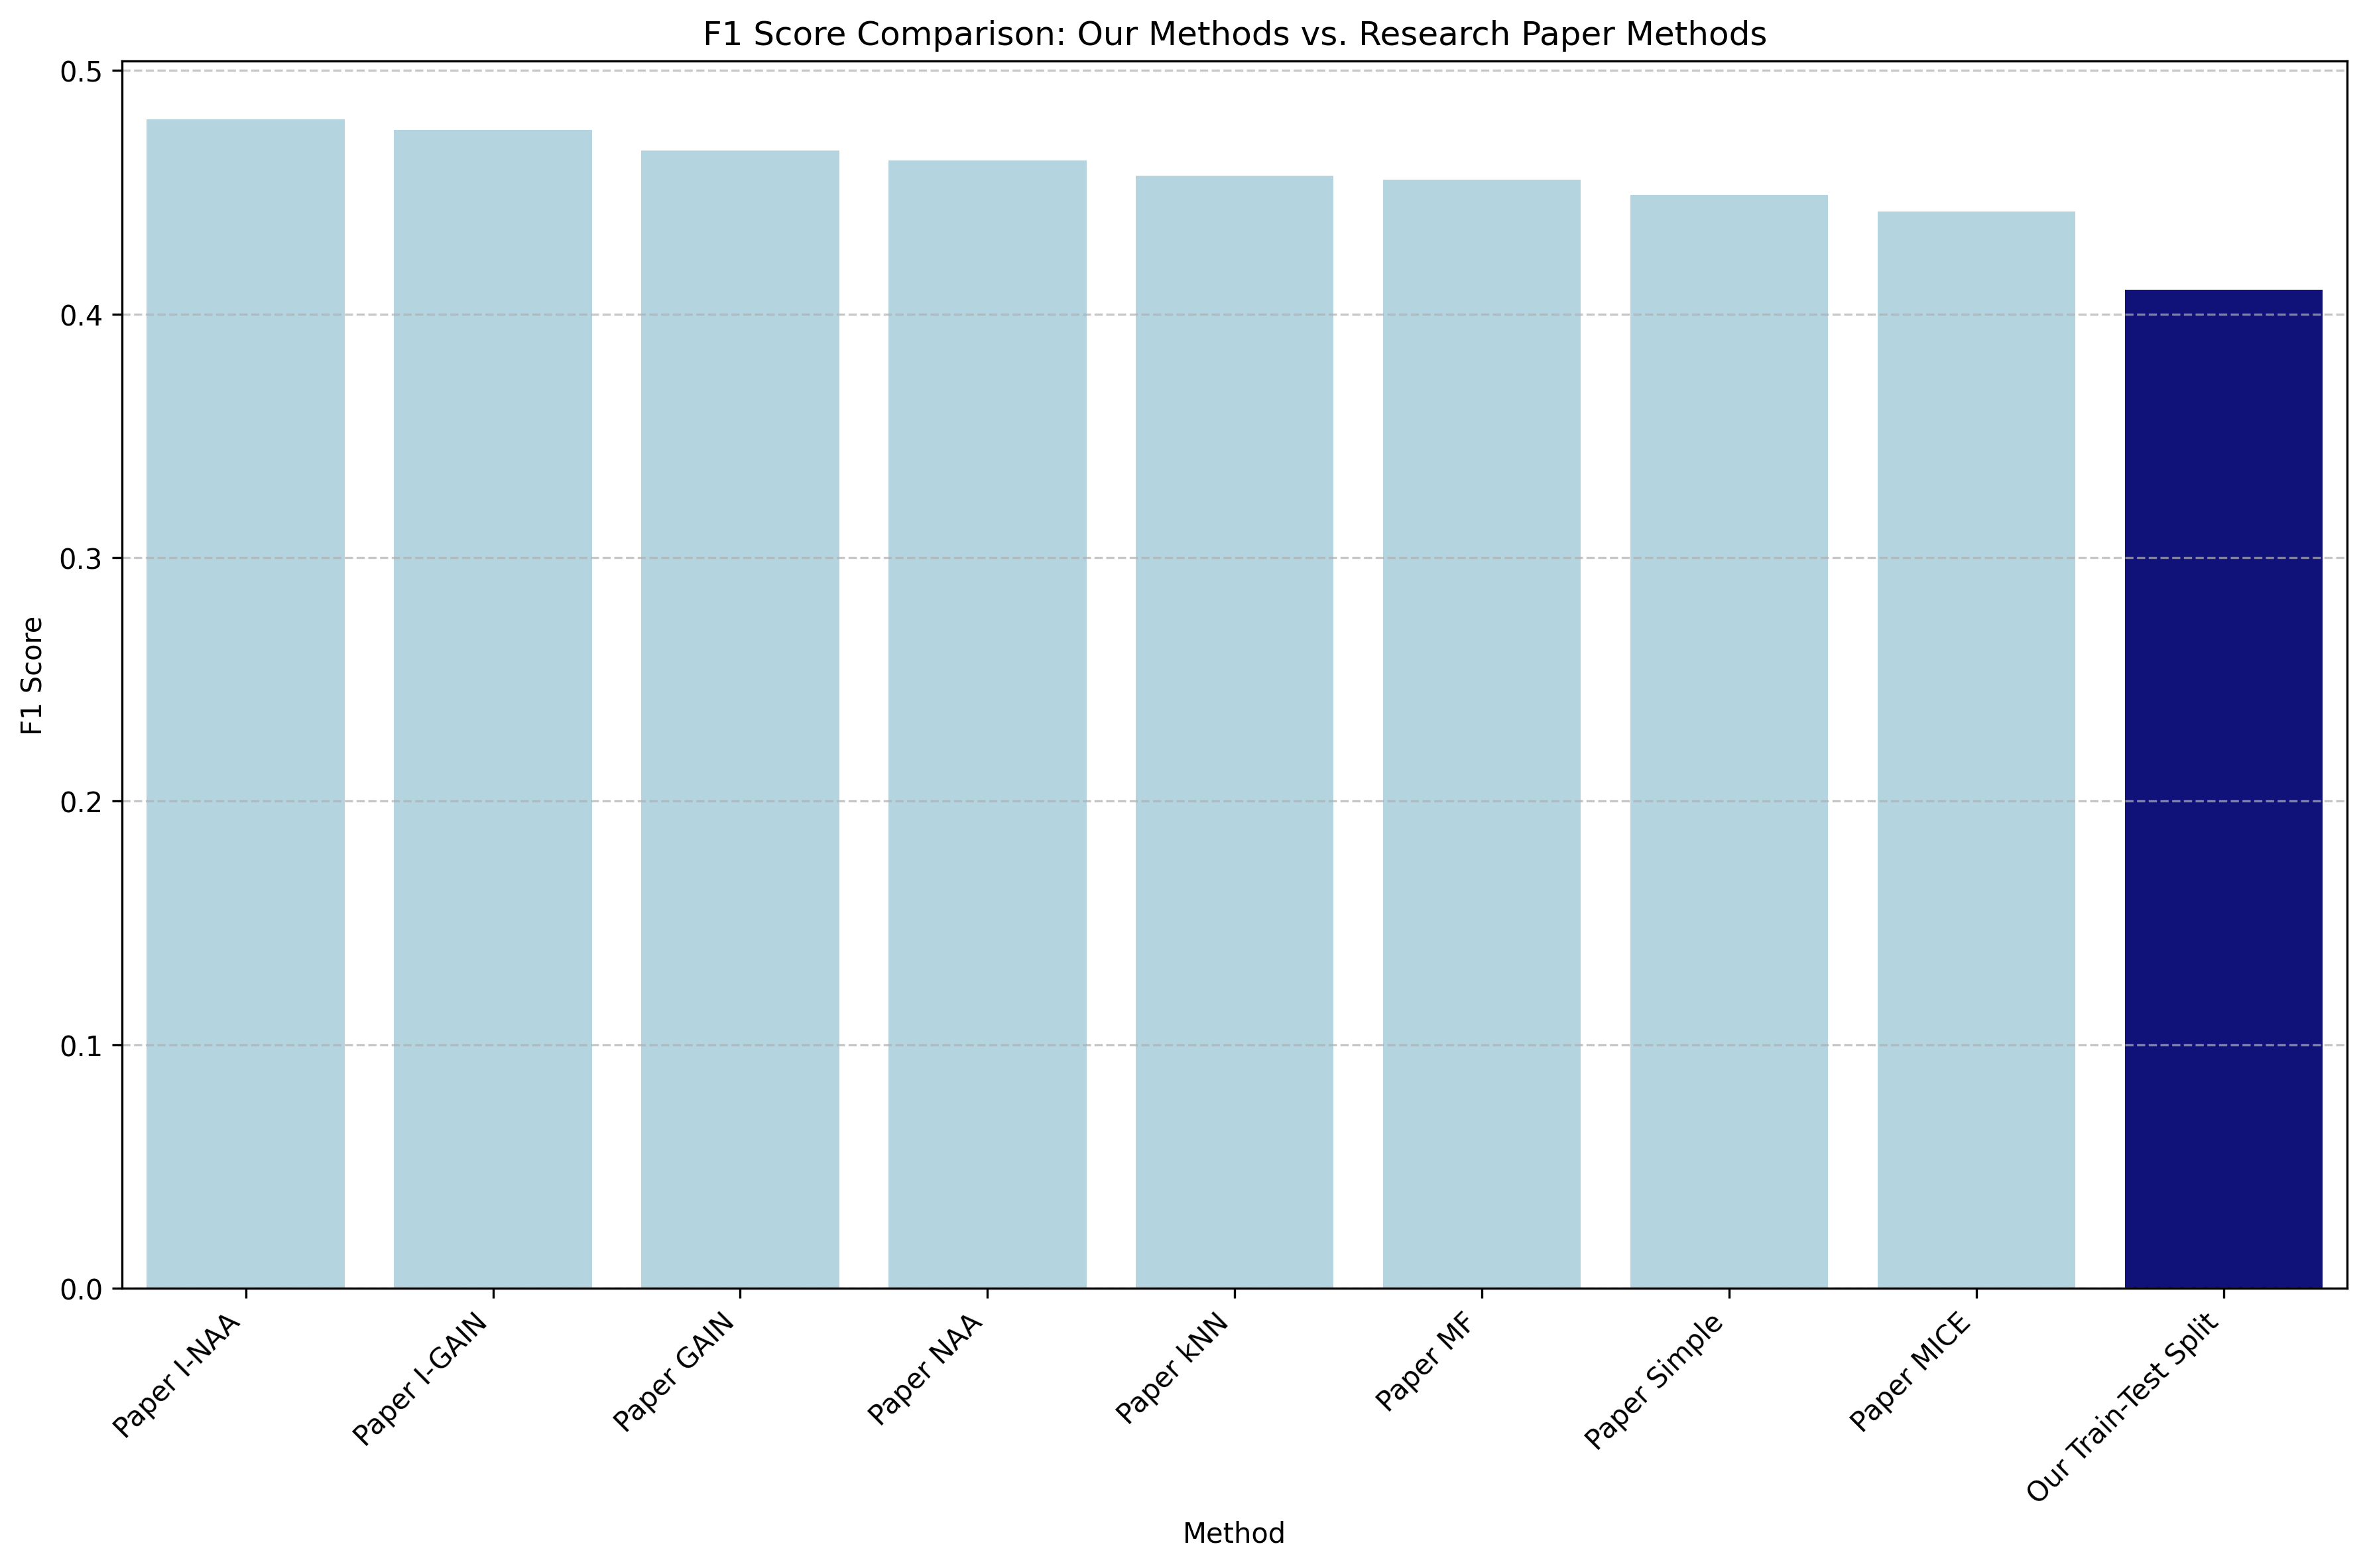 F1 Score Comparison: Our Methods vs. Research Paper Methods
0.5
0.4
0.3
0.2
0.1
0.0
F1 Score
Paper I-NAA
Paper I-GAIN
Paper GAIN
Paper NAA
Paper kNN
Paper MF
Paper Simple
Paper MICE
Our Train-Test Split
Method